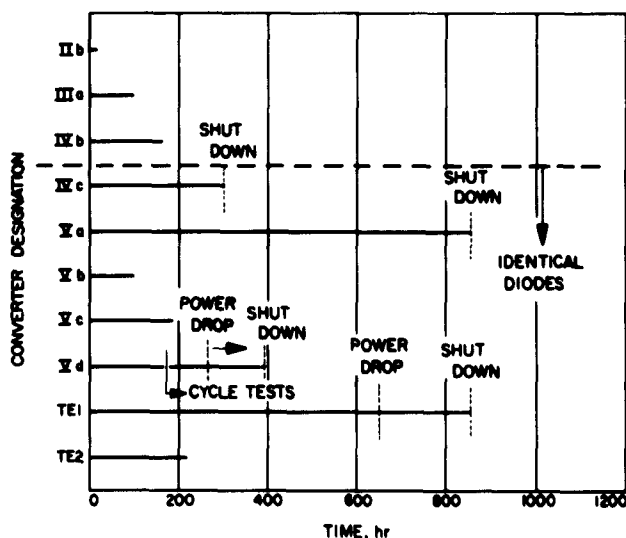 IIb
IIIa
IVb
SHUT
DOWN
IVc
SHUT
DOWN
Va
IDENTICAL
DIODES
Vb
POWER
DROP
SHUT
DOWN
Vc
POWER
DROP
SHUT
DOWN
Vd
CYCLE TESTS
TE1
TE2
0 200 400 600 800 1000 1200
TIME, hr
CONVERTER DESIGNATION